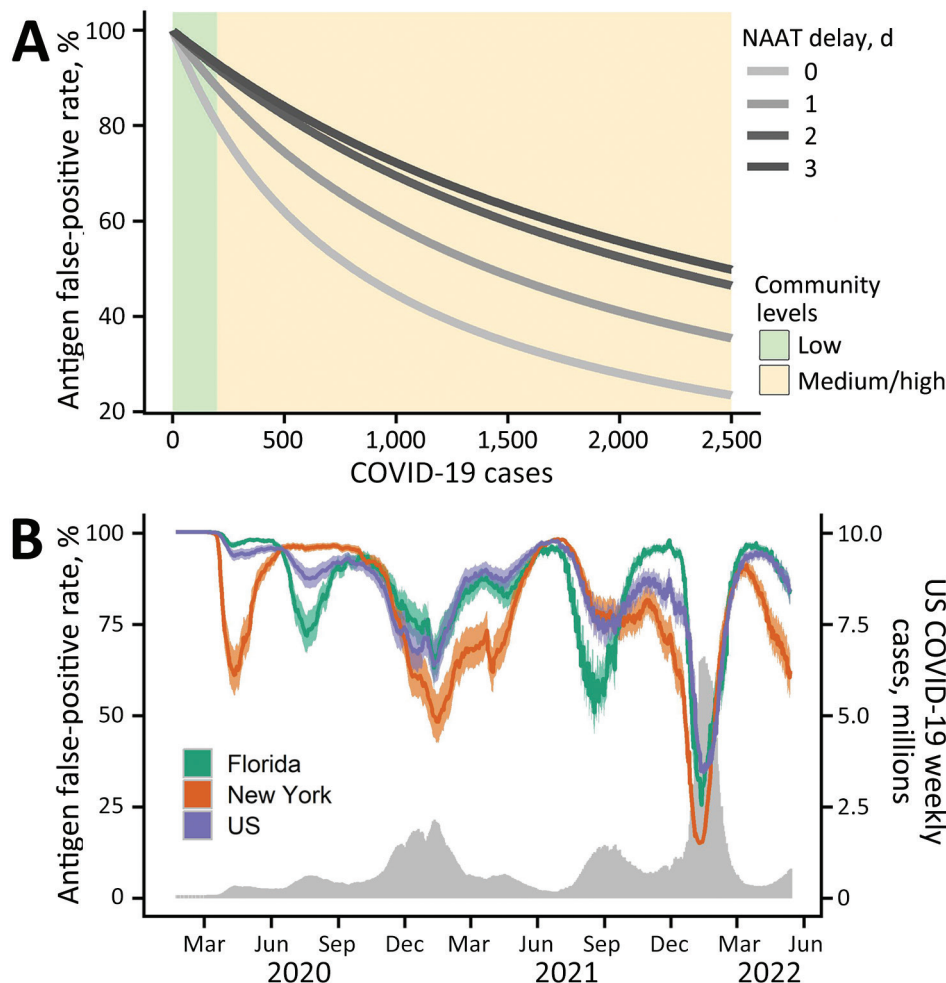 A
Antigen false-positive rate, %
100
80
60
40
20
0
500
1,000
1,500
2,000
2,500
COVID-19 cases
NAAT delay, d
0
1
2
3
Community
levels
Low
Medium/high
B
Antigen false-positive rate, %
100
75
50
25
0
Florida
New York
US
10.0
7.5
5.0
2.5
0
US COVID-19 weekly
cases, millions
Mar Jun Sep Dec Mar Jun Sep Dec Mar Jun
2020 2021 2022